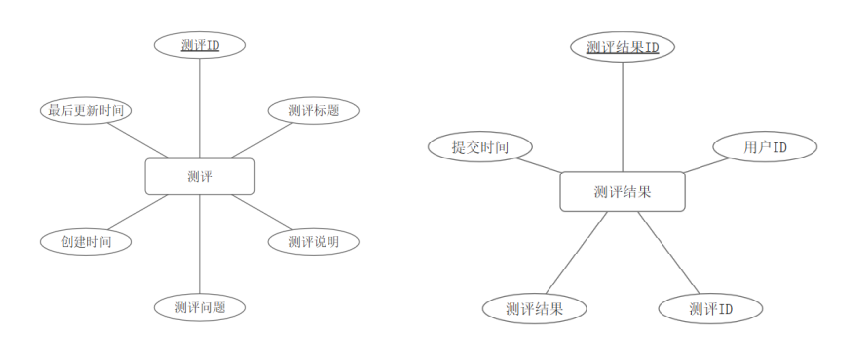 测评ID
最后更新时间
测评标题
测评
创建时间
测评说明
测评问题
测评结果ID
提交时间
用户ID
测评结果
测评结果
测评ID